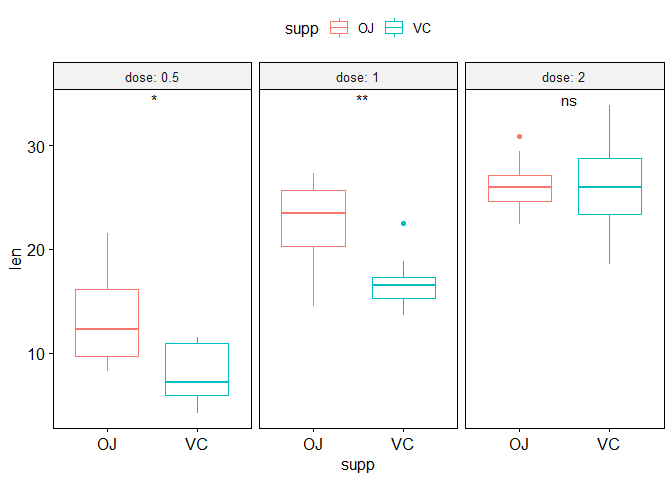 supp OJ VC
dose: 0.5 dose: 1 dose: 2
* ** ns
30
20
10
len
OJ VC OJ VC OJ VC
supp